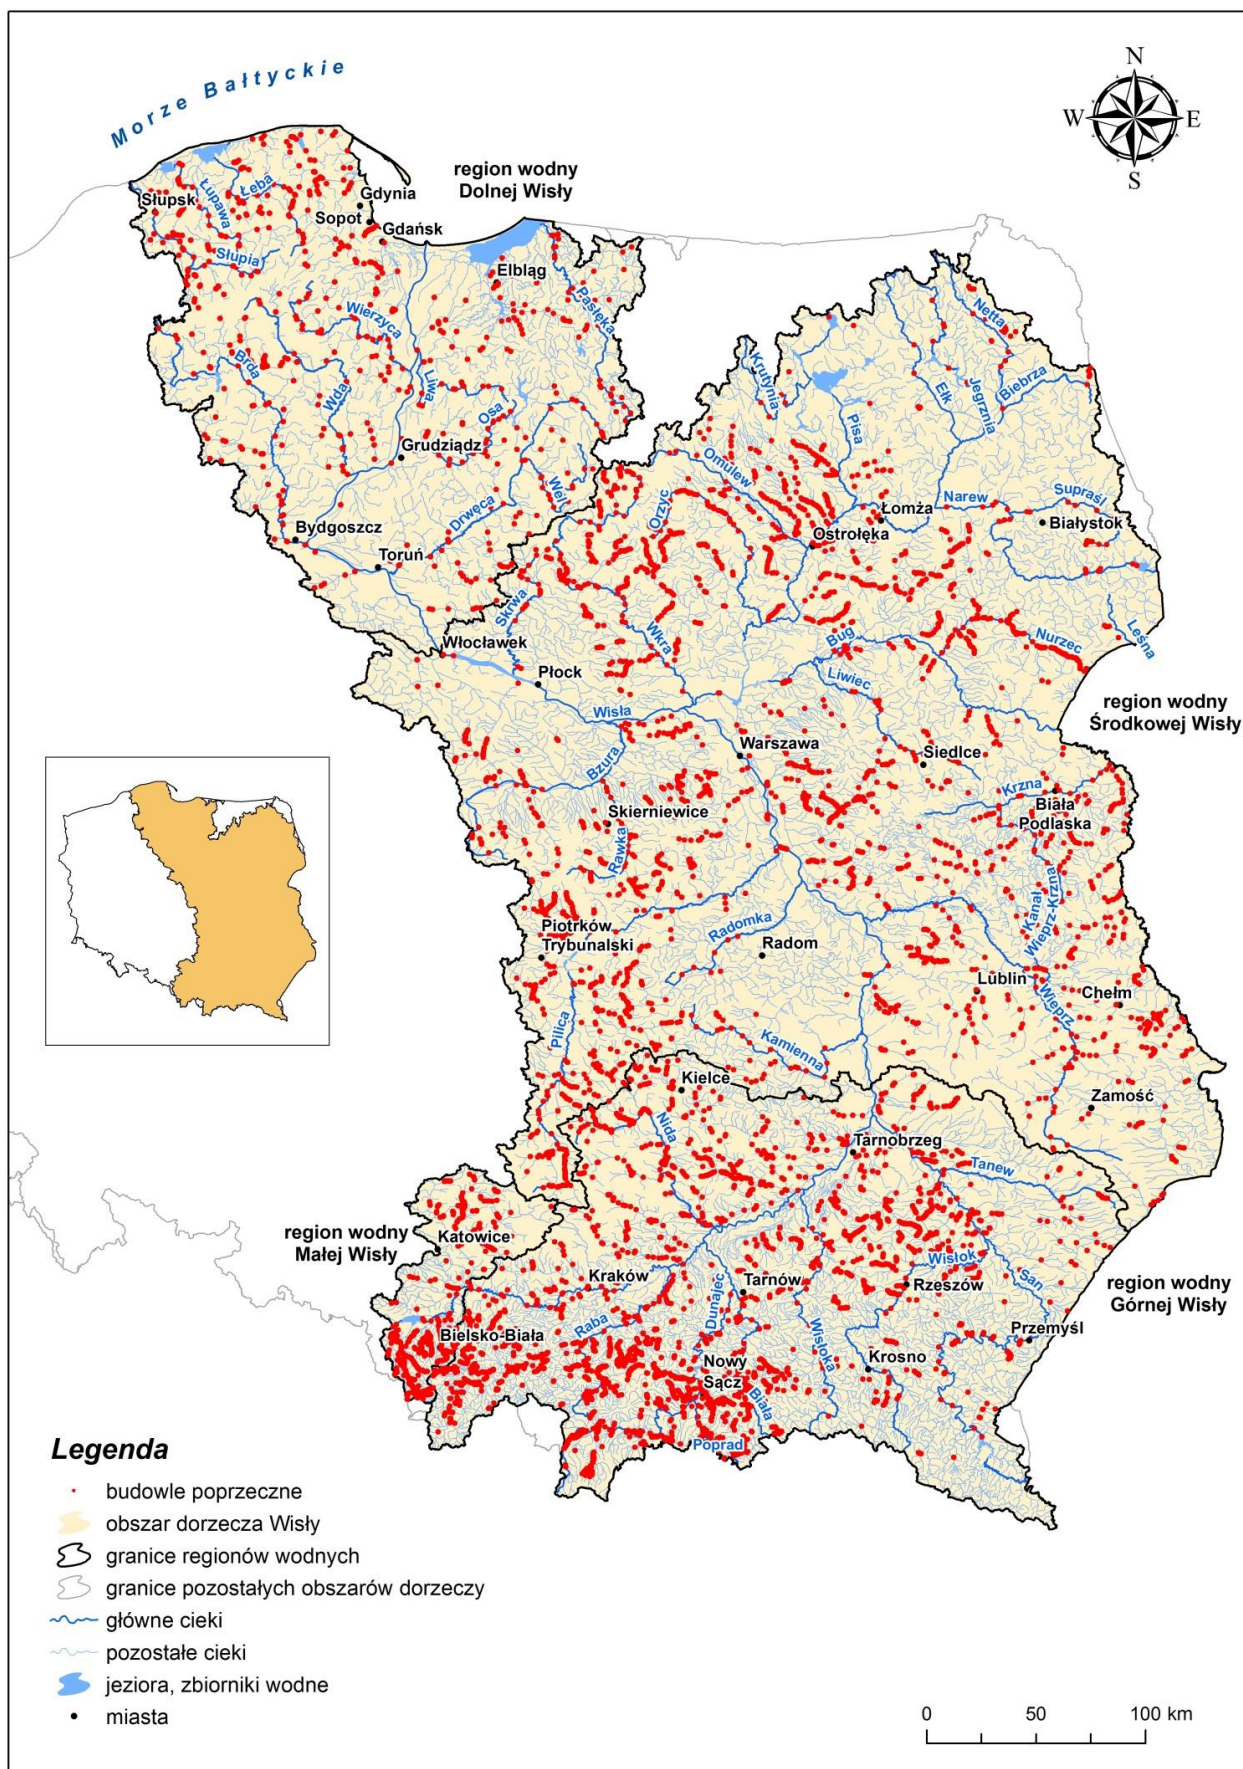 Morze Bałtyckie
N
W
E
S
region wodny
Dolnej Wisły
Słupsk
Łupawa
Łeba
Gdynia
Sopot
Gdańsk
Słupia
Elbląg
Pasłęka
Wierzyca
Brda
Wda
Liwa
Osa
Grudziądz
Wel
Drwęca
Bydgoszcz
Toruń
Netta
Krutynia
Ełk
Jegrznia
Biebrza
Pisa
Omulew
Orzyc
Łomża
Narew
Supraśl
Białystok
Ostrołęka
Skrwa
Wkra
Włocławek
Płock
Bug
Nurzec
Leśna
Liwiec
Wisła
region wodny
Środkowej Wisły
Warszawa
Siedlce
Bzura
Krzna
Biała
Podlaska
Skierniewice
Rawka
Kanał
Wieprz-Krzna
Piotrków
Trybunalski
Radomka
Radom
Lublin
Wieprz
Chełm
Pilica
Kamienna
Kielce
Zamość
Nida
Tarnobrzeg
Tanew
region wodny
Małej Wisły
Katowice
Wisłok
San
region wodny
Górnej Wisły
Kraków
Dunajec
Tarnów
Rzeszów
Raba
Bielsko-Biała
Wisłoka
Przemyśl
Nowy
Sącz
Krosno
Biała
Poprad
Legenda
budowle poprzeczne
obszar dorzecza Wisły
granice regionów wodnych
granice pozostałych obszarów dorzeczy
główne cieki
pozostałe cieki
jeziora, zbiorniki wodne
miasta
0 50 100 km